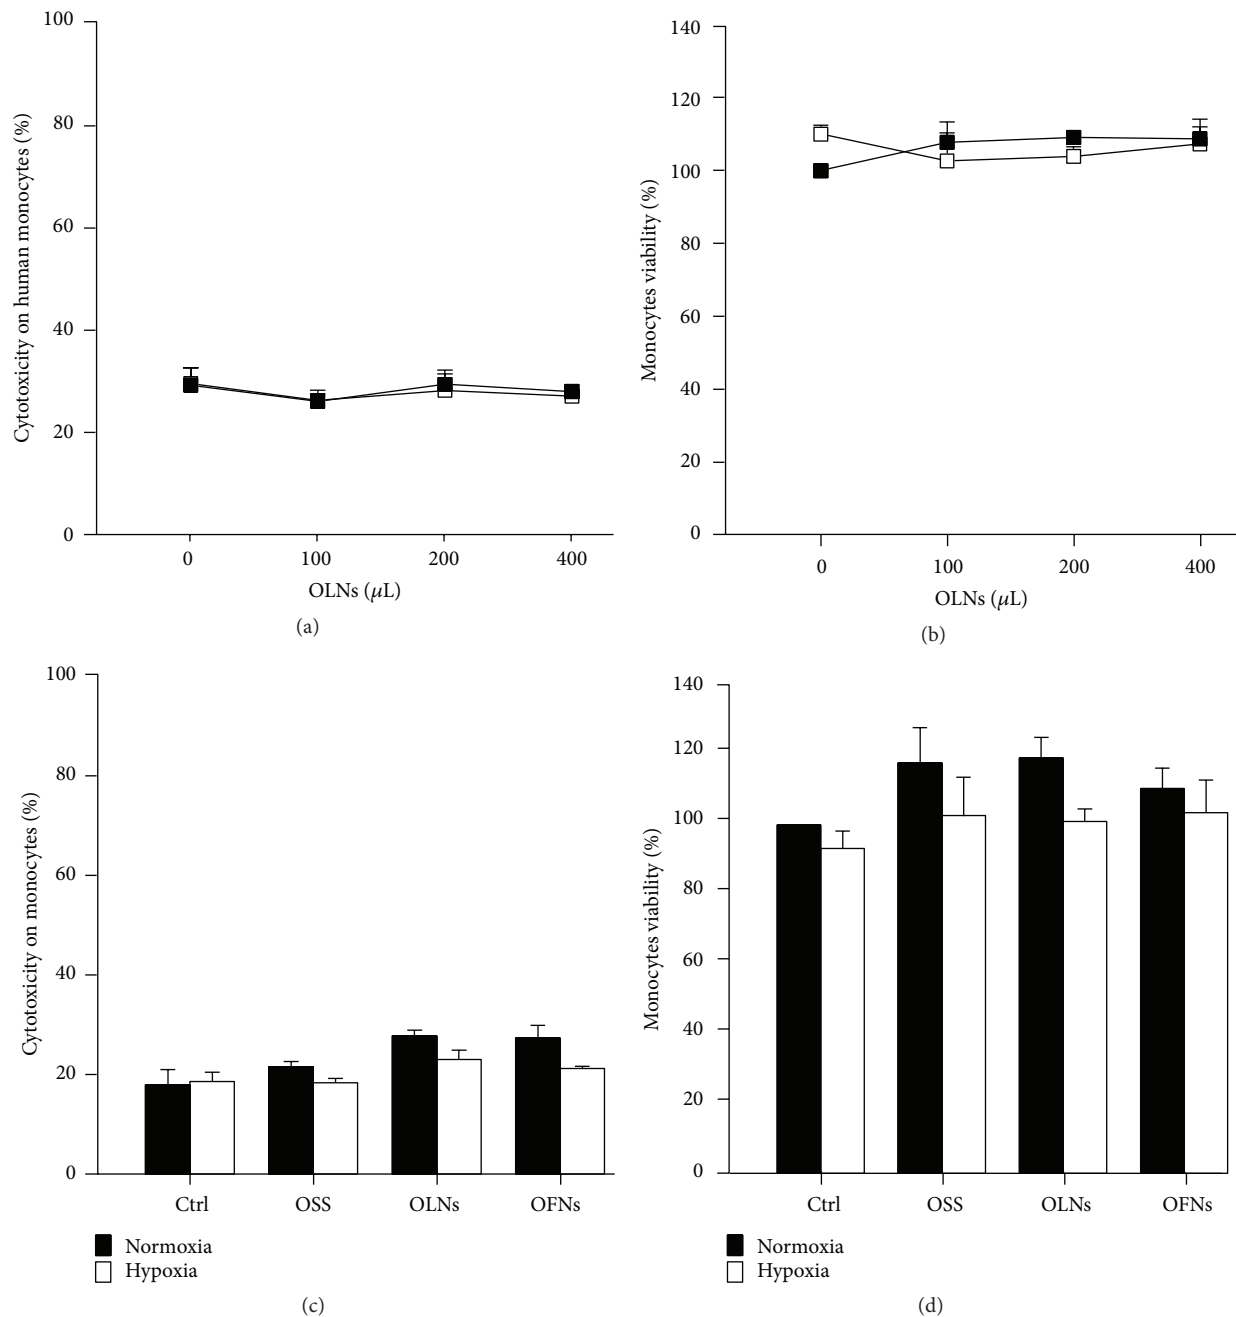 Cytotoxicity on human monocytes (%)
100
80
60
40
20
0
0 100 200 400
OLNs (μL)
(a)
Monocytes viability (%)
140
120
100
80
60
40
20
0
0 100 200 400
OLNs (μL)
(b)
Cytotoxicity on monocytes (%)
100
80
60
40
20
0
Ctrl OSS OLNs OFNs
Normoxia
Hypoxia
(c)
Monocytes viability (%)
140
120
100
80
60
40
20
0
Ctrl OSS OLNs OFNs
Normoxia
Hypoxia
(d)